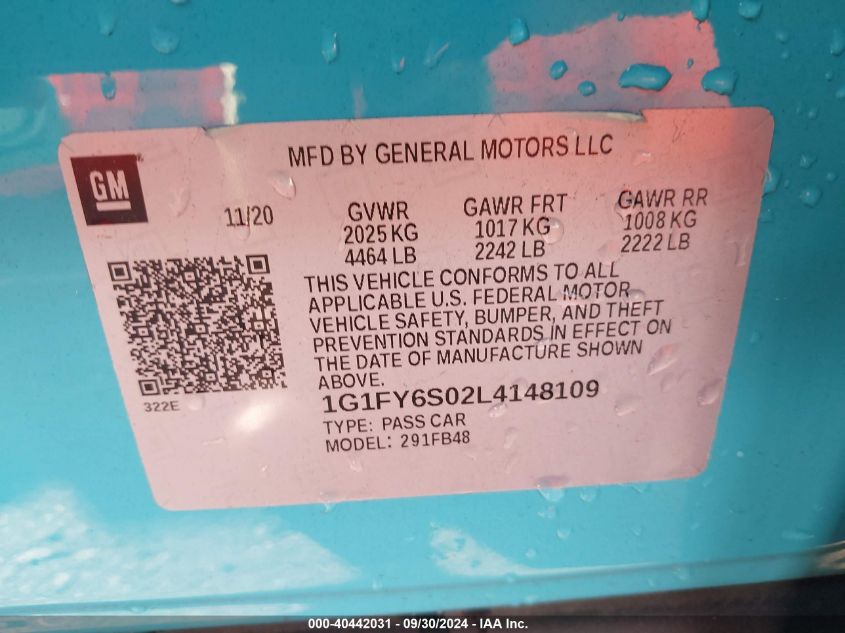 MFD BY GENERAL MOTORS LLC
GM
11/20
GVWR GAWR FRT GAWR RR
2025 KG 1017 KG 1008 KG
4464 LB 2242 LB 2222 LB
THIS VEHICLE CONFORMS TO ALL
APPLICABLE U.S. FEDERAL MOTOR
VEHICLE SAFETY, BUMPER, AND THEFT
PREVENTION STANDARDS IN EFFECT ON
THE DATE OF MANUFACTURE SHOWN
ABOVE.
322E
1G1FY6S02L4148109
TYPE: PASS CAR
MODEL: 291FB48
000-40442031 - 09/30/2024 - IAA Inc.